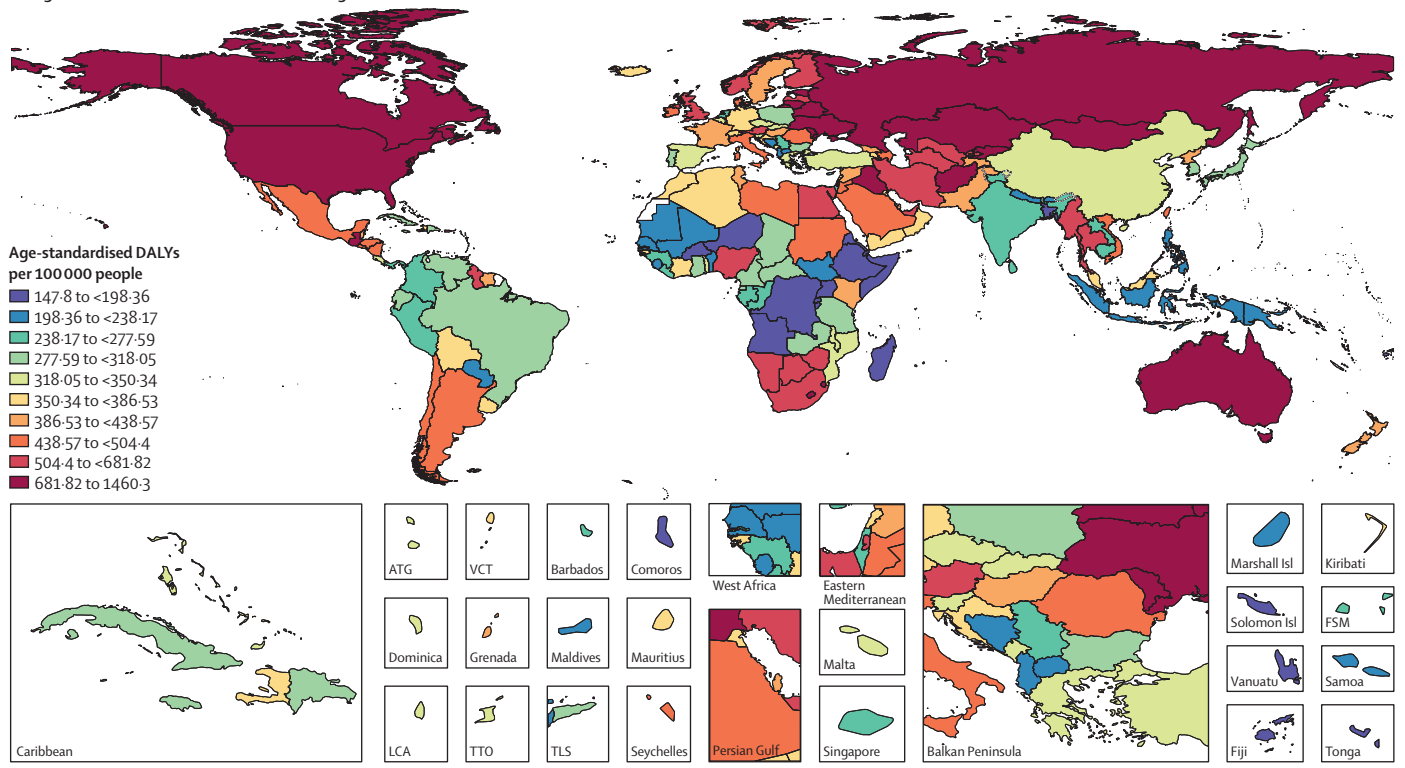 Age-standardised DALYs
per 100 000 people
147·8 to <198·36
198·36 to <238·17
238·17 to <277·59
277·59 to <318·05
318·05 to <350·34
350·34 to <386·53
386·53 to <438·57
438·57 to <504·4
504·4 to <681·82
681·82 to 1460·3
Caribbean
ATG
VCT
Barbados
Comoros
West Africa
Eastern
Mediterranean
Dominica
Grenada
Maldives
Mauritius
Malta
LCA
TTO
TLS
Seychelles
Persian Gulf
Singapore
Balkan Peninsula
Marshall Isl
Kiribati
Solomon Isl
FSM
Vanuatu
Samoa
Fiji
Tonga